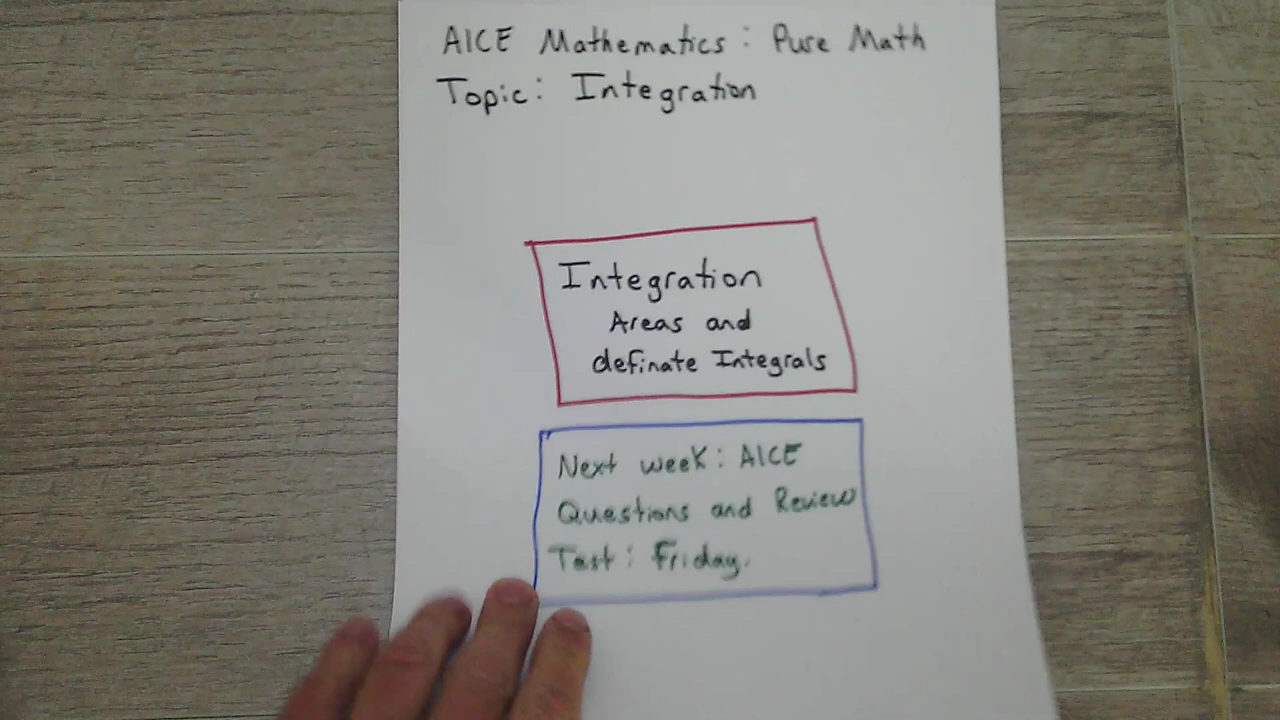 AICE Mathematics: Pure Math
Topic: Integration
Integration
Areas and
definate Integrals
Next week: AICE
Questions and Review
Test: Friday.